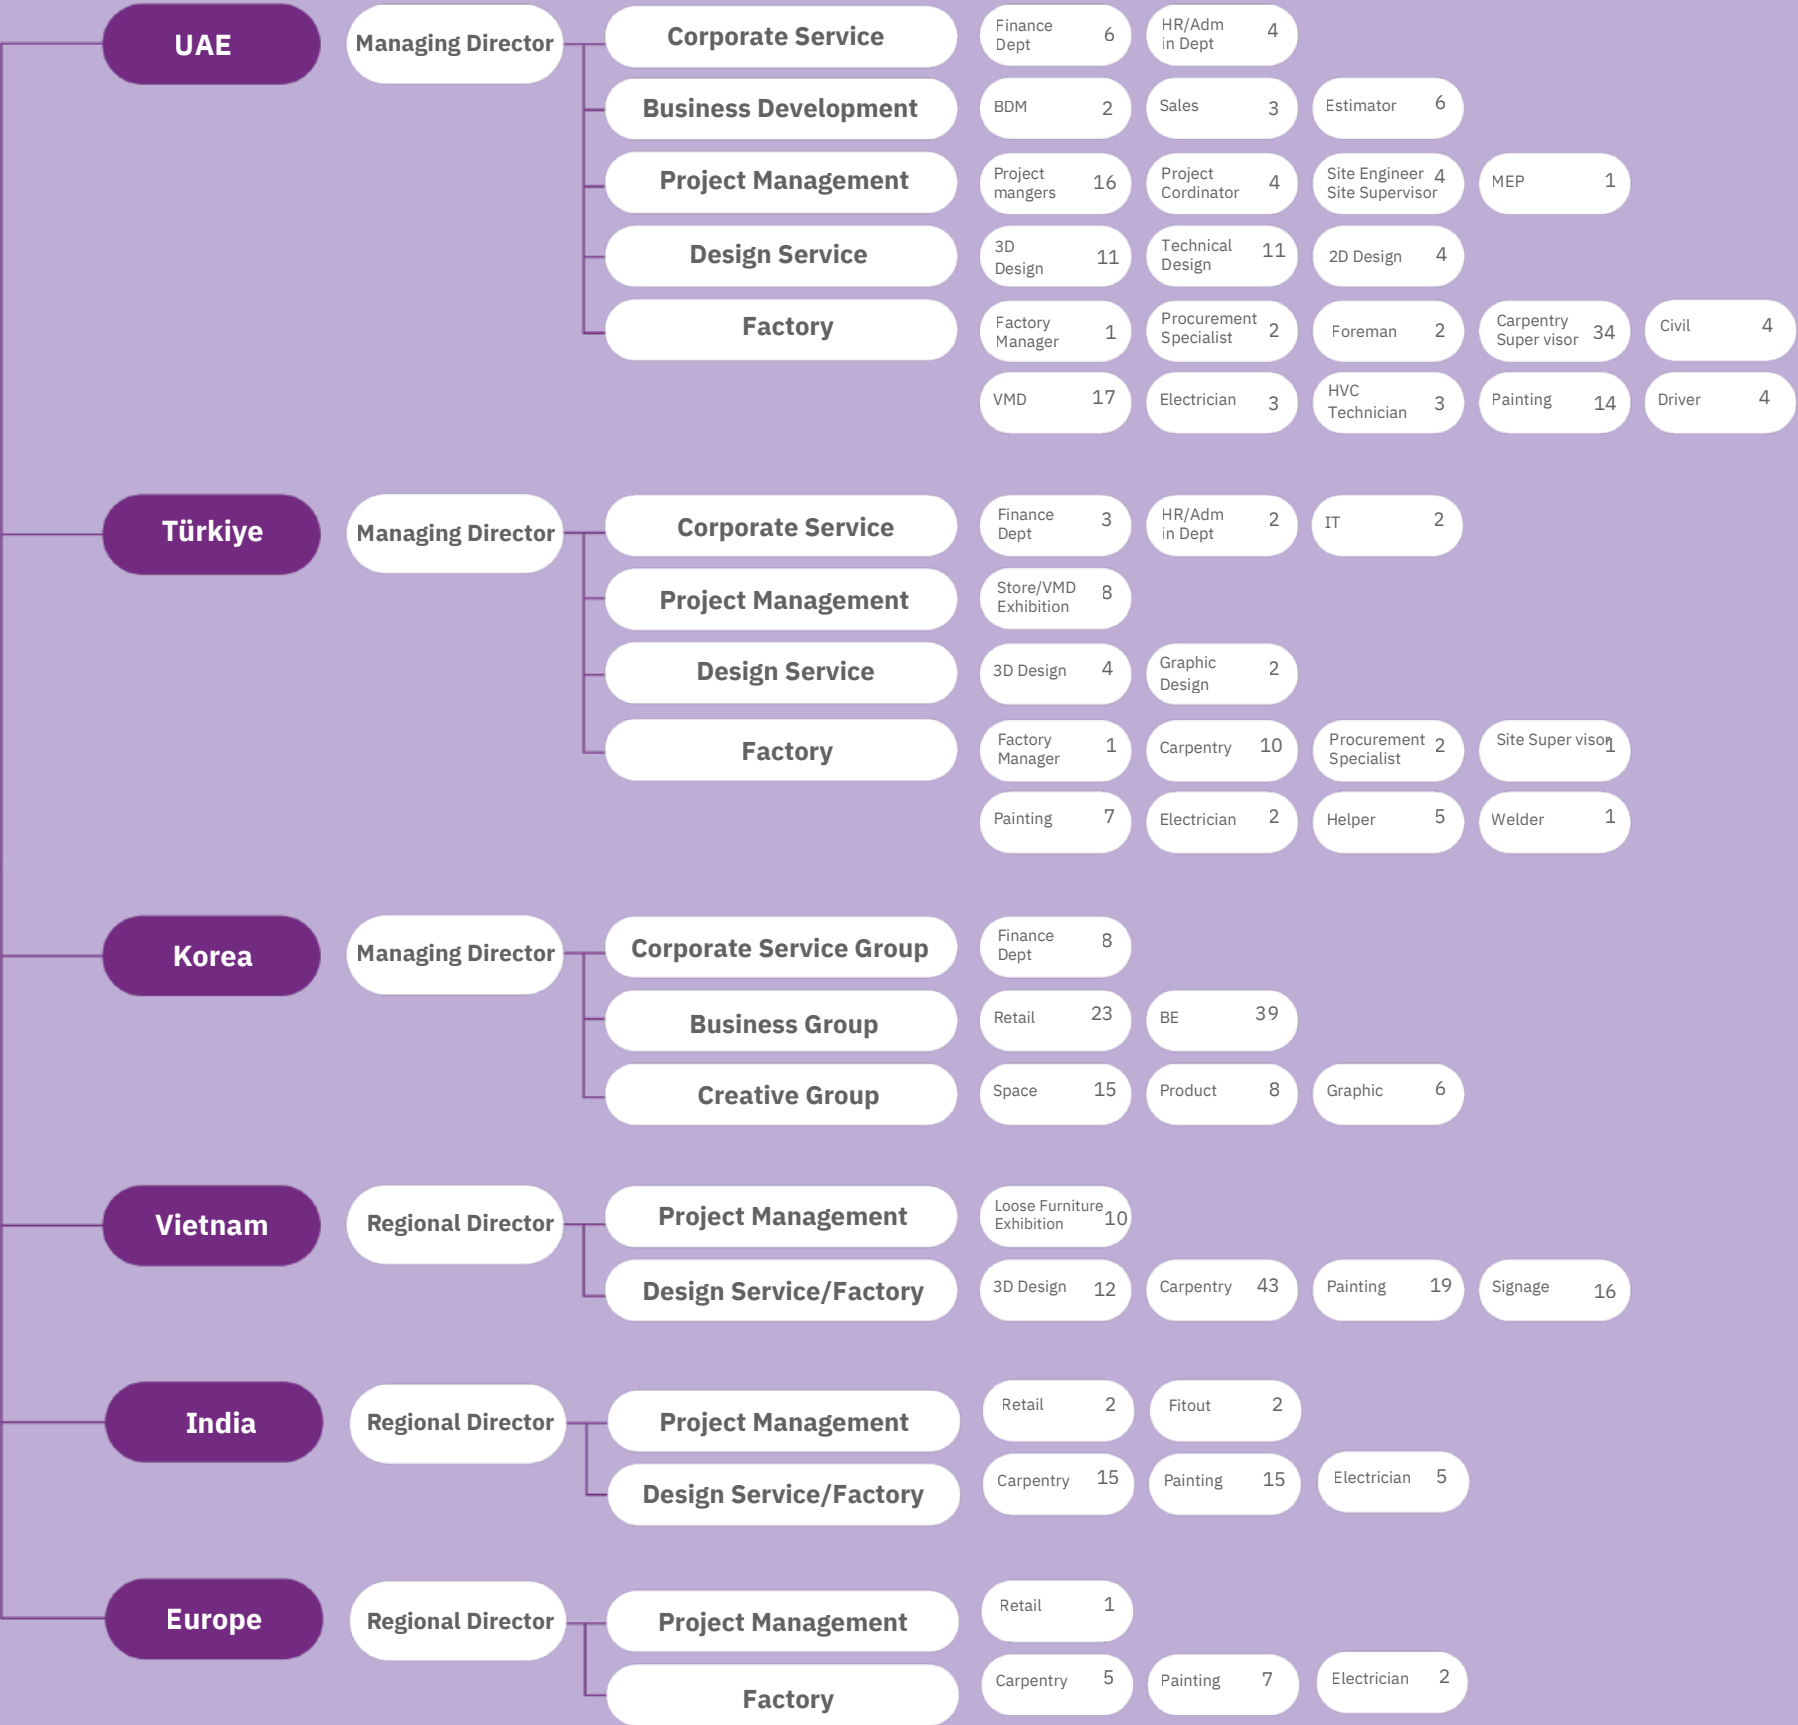 UAE
Managing Director
Corporate Service
Finance
Dept
6
HR/Adm
in Dept
4
Business Development
BDM
2
Sales
3
Estimator
6
Project Management
Project
mangers
16
Project
Cordinator
4
Site Engineer
Site Supervisor
4
MEP
1
Design Service
3D
Design
11
Technical
Design
11
2D Design
4
Factory
Factory
Manager
1
Procurement
Specialist
2
Foreman
2
Carpentry
Super visor
34
Civil
4
VMD
17
Electrician
3
HVC
Technician
3
Painting
14
Driver
4
Türkiye
Managing Director
Corporate Service
Finance
Dept
3
HR/Adm
in Dept
2
IT
2
Project Management
Store/VMD
Exhibition
8
Design Service
3D Design
4
Graphic
Design
2
Factory
Factory
Manager
1
Carpentry
10
Procurement
Specialist
2
Site Super visor
1
Painting
7
Electrician
2
Helper
5
Welder
1
Korea
Managing Director
Corporate Service Group
Finance
Dept
8
Business Group
Retail
23
BE
39
Creative Group
Space
15
Product
8
Graphic
6
Vietnam
Regional Director
Project Management
Loose Furniture
Exhibition
10
Design Service/Factory
3D Design
12
Carpentry
43
Painting
19
Signage
16
India
Regional Director
Project Management
Retail
2
Fitout
2
Design Service/Factory
Carpentry
15
Painting
15
Electrician
5
Europe
Regional Director
Project Management
Retail
1
Factory
Carpentry
5
Painting
7
Electrician
2